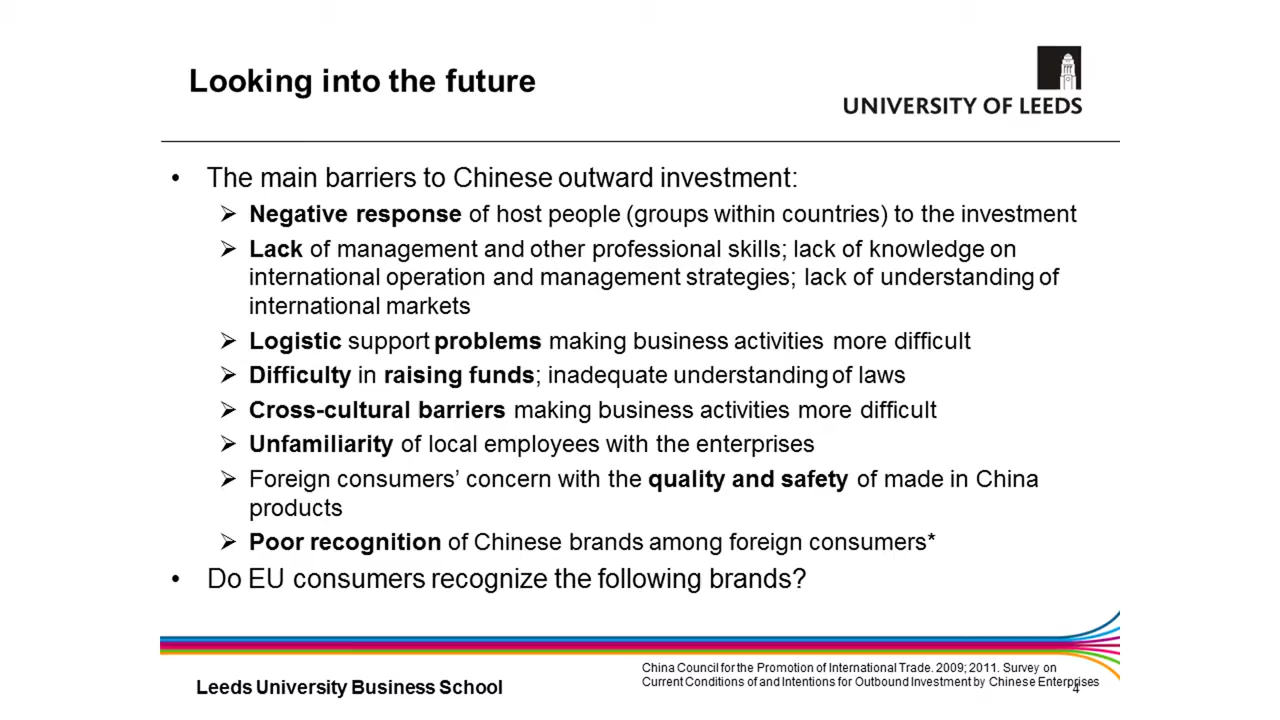 Looking into the future
UNIVERSITY OF LEEDS
• The main barriers to Chinese outward investment:
➢ Negative response of host people (groups within countries) to the investment
➢ Lack of management and other professional skills; lack of knowledge on
international operation and management strategies; lack of understanding of
international markets
➢ Logistic support problems making business activities more difficult
➢ Difficulty in raising funds; inadequate understanding of laws
➢ Cross-cultural barriers making business activities more difficult
➢ Unfamiliarity of local employees with the enterprises
➢ Foreign consumers’ concern with the quality and safety of made in China
products
➢ Poor recognition of Chinese brands among foreign consumers*
• Do EU consumers recognize the following brands?
China Council for the Promotion of International Trade. 2009; 2011. Survey on
Current Conditions of and Intentions for Outbound Investment by Chinese Enterprises
Leeds University Business School
4